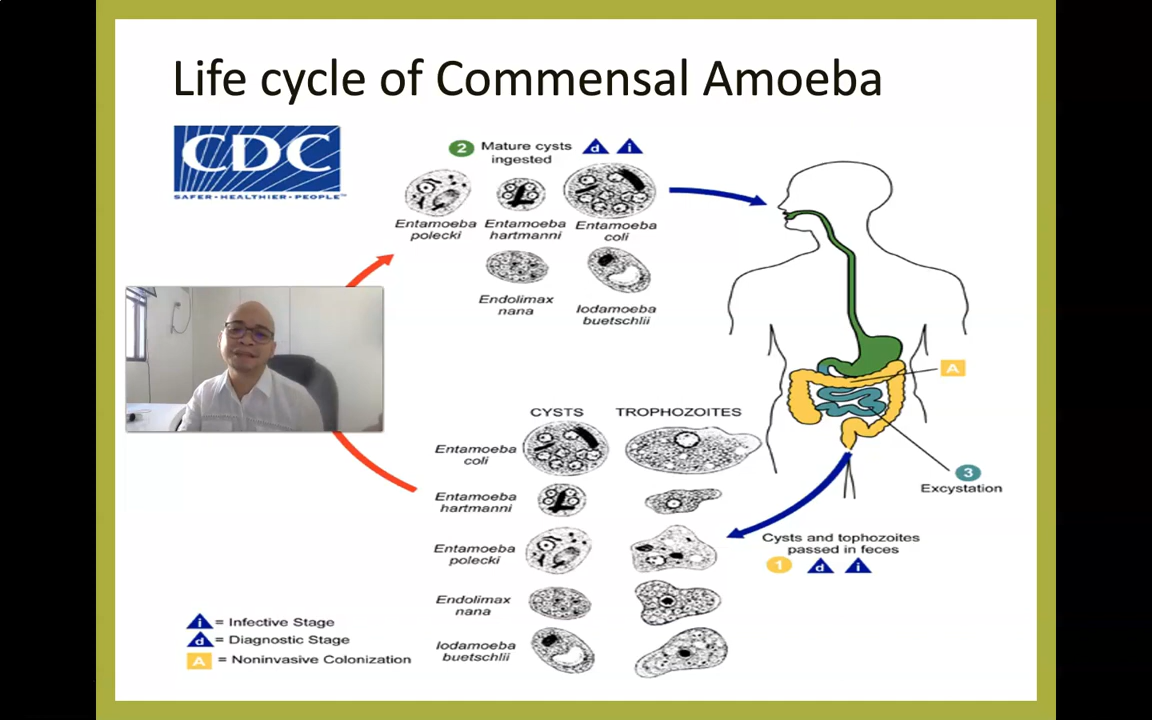 Life cycle of Commensal Amoeba
CDC
SAFER • HEALTHIER • PEOPLE™
2 Mature cysts
ingested
d i
Entamoeba
polecki
Entamoeba
hartmanni
Entamoeba
coli
Endolimax
nana
Iodamoeba
buetschlii
A
3
Excystation
CYSTS TROPHOZOITES
Entamoeba
coli
Entamoeba
hartmanni
Entamoeba
polecki
Endolimax
nana
Iodamoeba
buetschlii
Cysts and tophozoites
passed in feces
1 d i
i = Infective Stage
d = Diagnostic Stage
A = Noninvasive Colonization